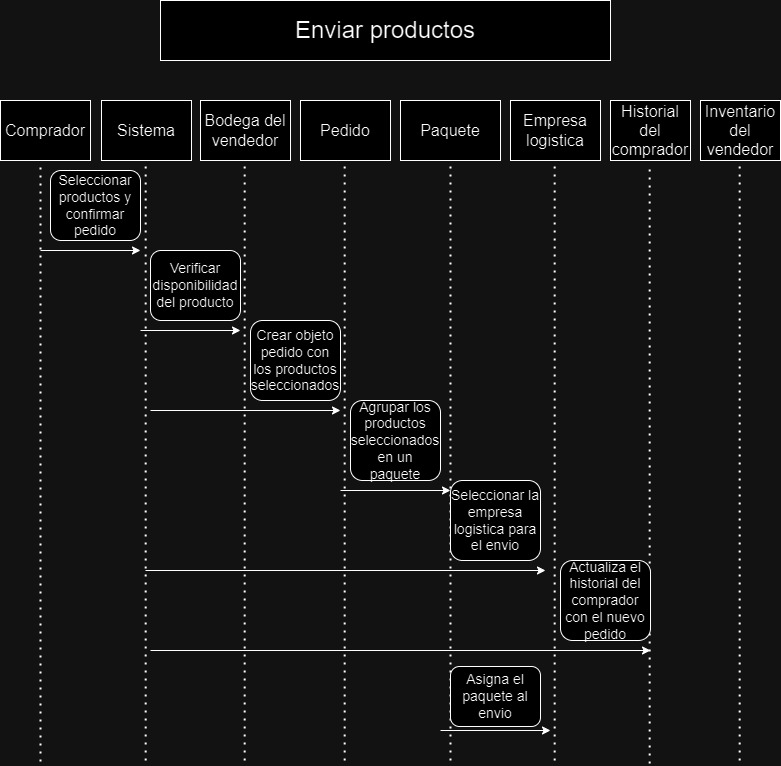 Enviar productos
Comprador
Sistema
Bodega del
vendedor
Pedido
Paquete
Empresa
logistica
Historial
del
comprador
Inventario
del
vendedor
Seleccionar
productos y
confirmar
pedido
Verificar
disponibilidad
del producto
Crear objeto
pedido con
los productos
seleccionados
Agrupar los
productos
seleccionados
en un
paquete
Seleccionar la
empresa
logistica para
el envio
Actualiza el
historial del
comprador
con el nuevo
pedido
Asigna el
paquete al
envio